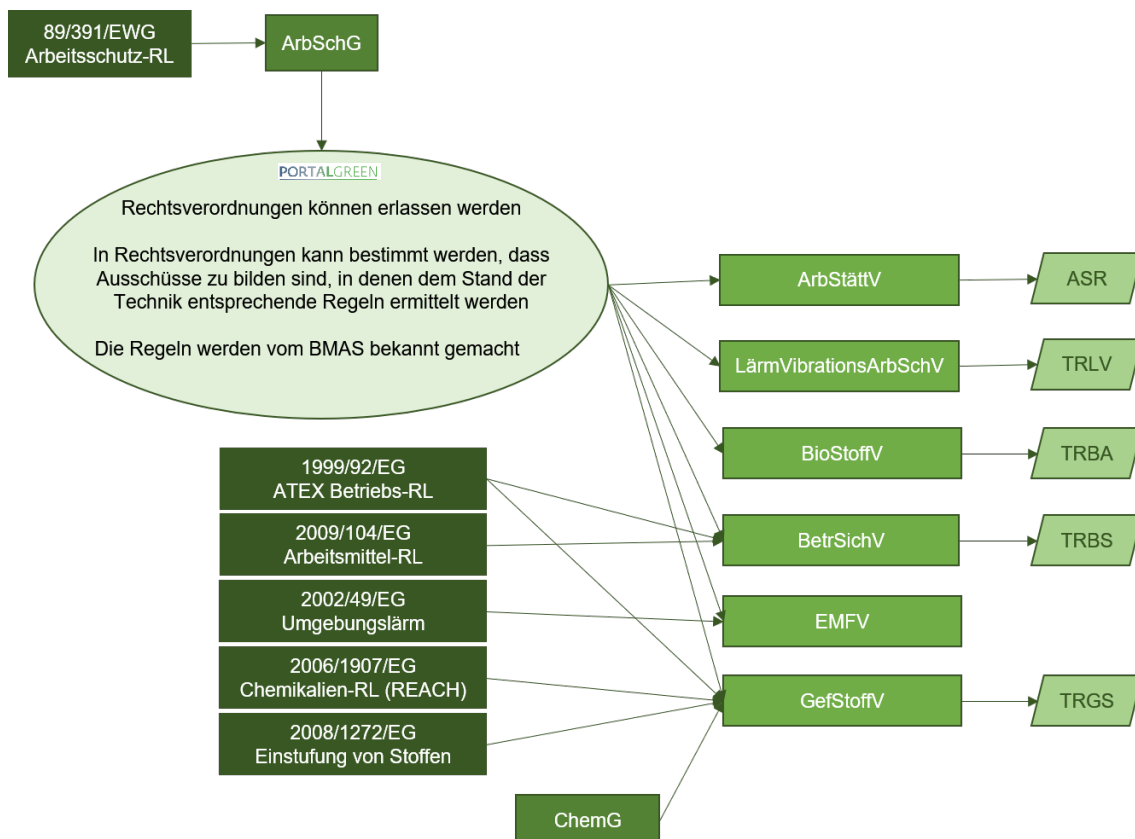 89/391/EWG
Arbeitsschutz-RL
ArbSchG
PORTALGREEN
Rechtsverordnungen können erlassen werden
In Rechtsverordnungen kann bestimmt werden, dass
Ausschüsse zu bilden sind, in denen dem Stand der
Technik entsprechende Regeln ermittelt werden
Die Regeln werden vom BMAS bekannt gemacht
ArbStättV
ASR
LärmVibrationsArbSchV
TRLV
BioStoffV
TRBA
1999/92/EG
ATEX Betriebs-RL
2009/104/EG
Arbeitsmittel-RL
BetrSichV
TRBS
2002/49/EG
Umgebungslärm
EMFV
2006/1907/EG
Chemikalien-RL (REACH)
GefStoffV
TRGS
2008/1272/EG
Einstufung von Stoffen
ChemG